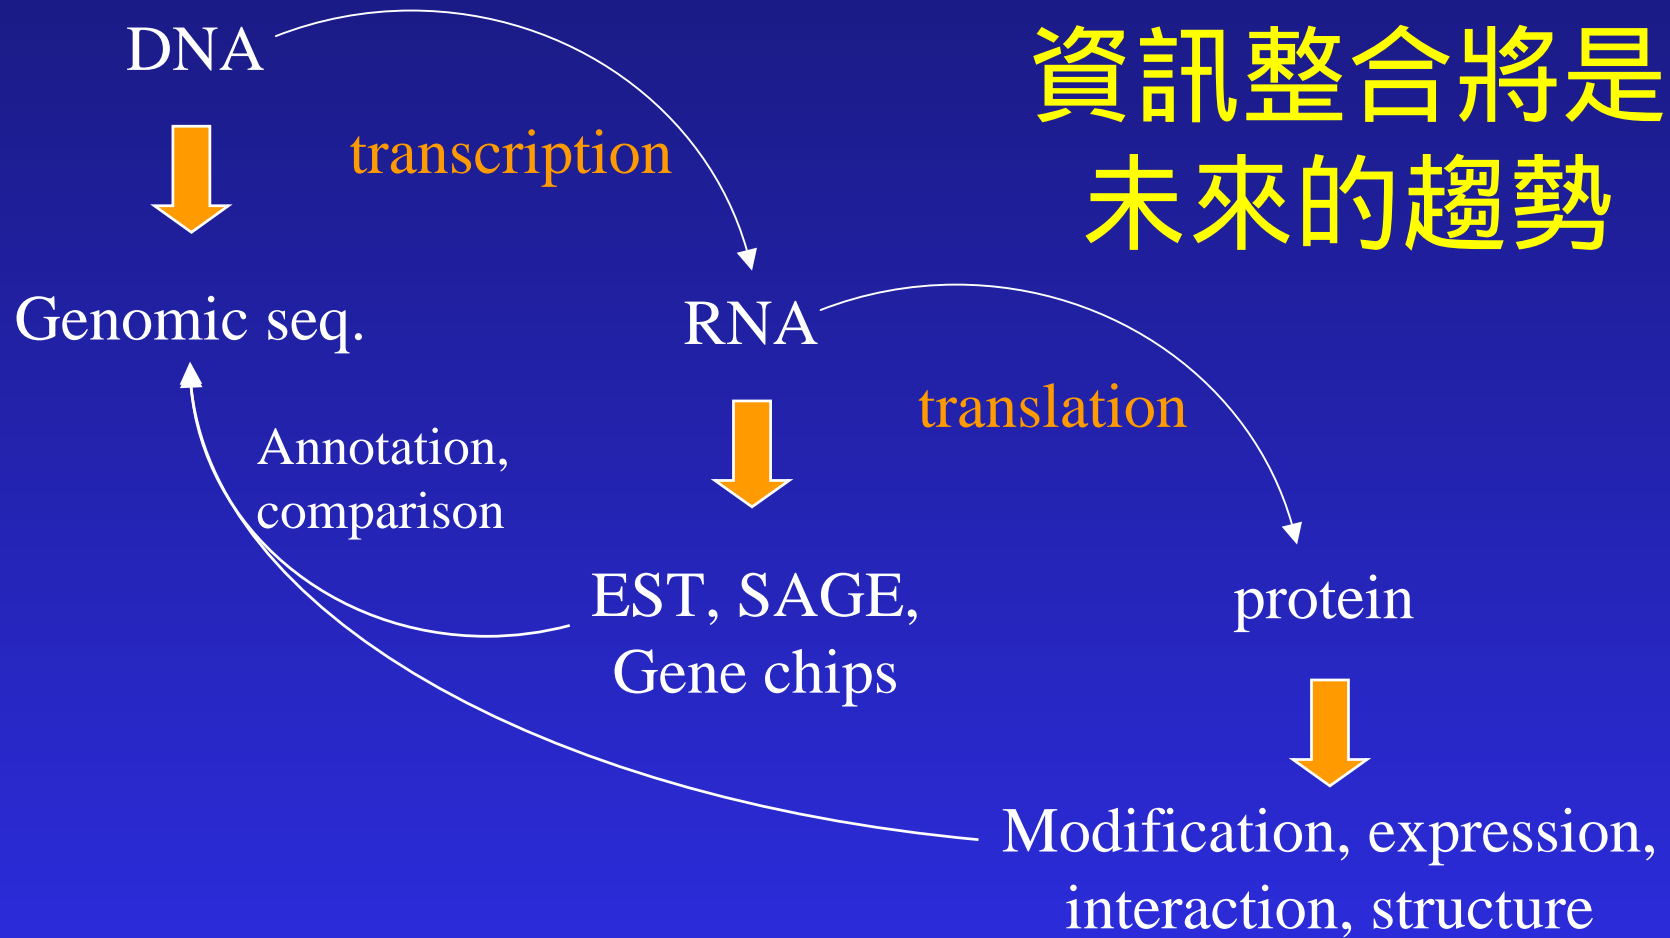 資訊整合將是
未來的趨勢
DNA
transcription
Genomic seq.
RNA
translation
Annotation,
comparison
EST, SAGE,
Gene chips
protein
Modification, expression,
interaction, structure